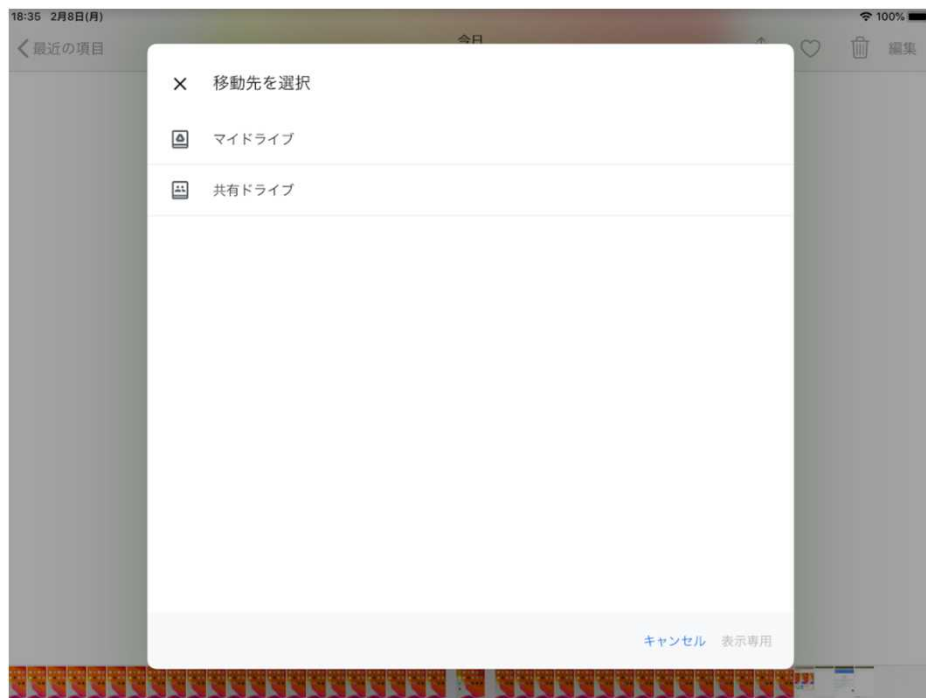 18:35 2月8日(月)
100%
最近の項目
今日
編集
移動先を選択
マイドライブ
共有ドライブ
キャンセル 表示専用